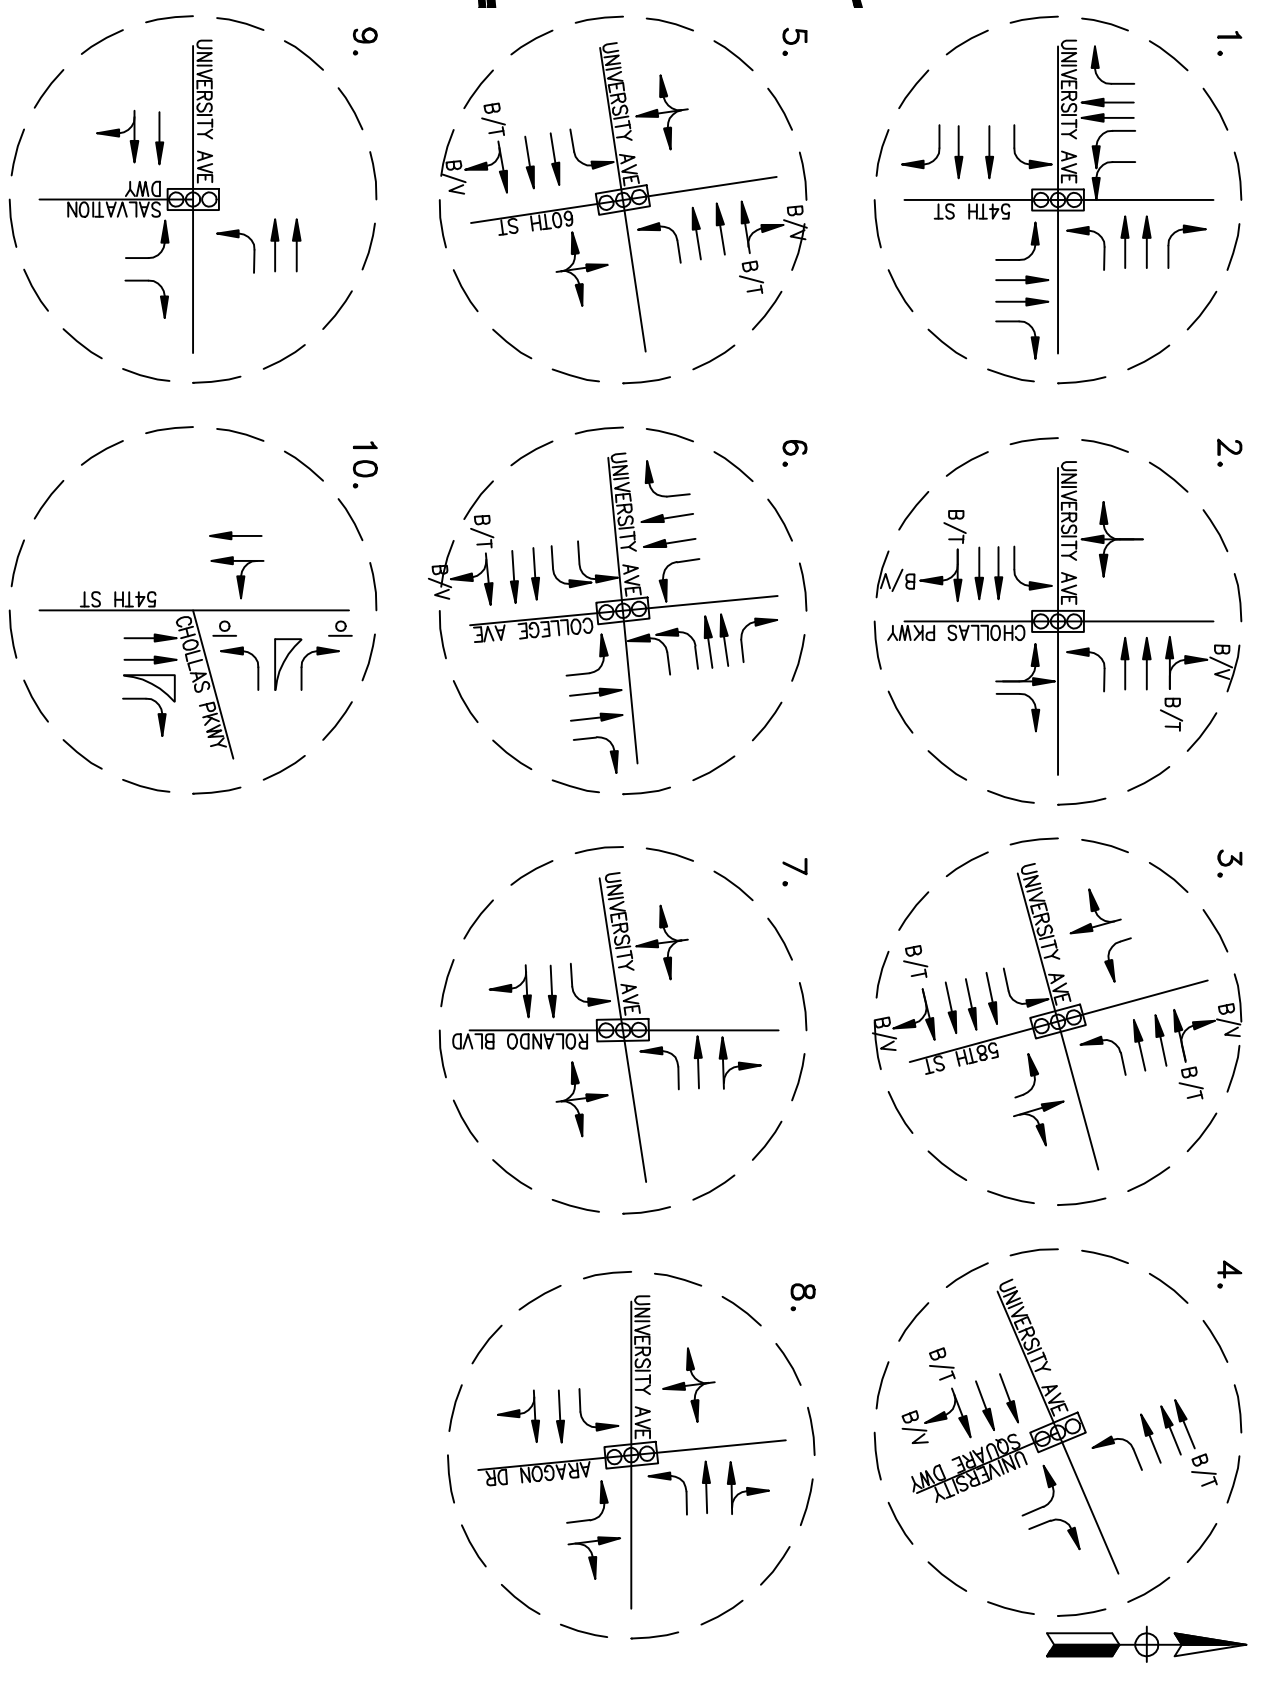 1.
UNIVERSITY AVE
54TH ST
2.
UNIVERSITY AVE
CHOLLAS PKWY
B/T
B/V
B/V
B/T
3.
UNIVERSITY AVE
58TH ST
B/T
B/V
B/V
B/T
4.
UNIVERSITY AVE
UNIVERSITY
SQUARE DWY
B/T
B/V
B/T
5.
UNIVERSITY AVE
60TH ST
B/T
B/V
B/V
B/T
6.
UNIVERSITY AVE
COLLEGE AVE
B/T
B/V
7.
UNIVERSITY AVE
ROLANDO BLVD
8.
UNIVERSITY AVE
ARAGON DR
9.
UNIVERSITY AVE
SALVATION
DWY
10.
54TH ST
CHOLLAS PKWY